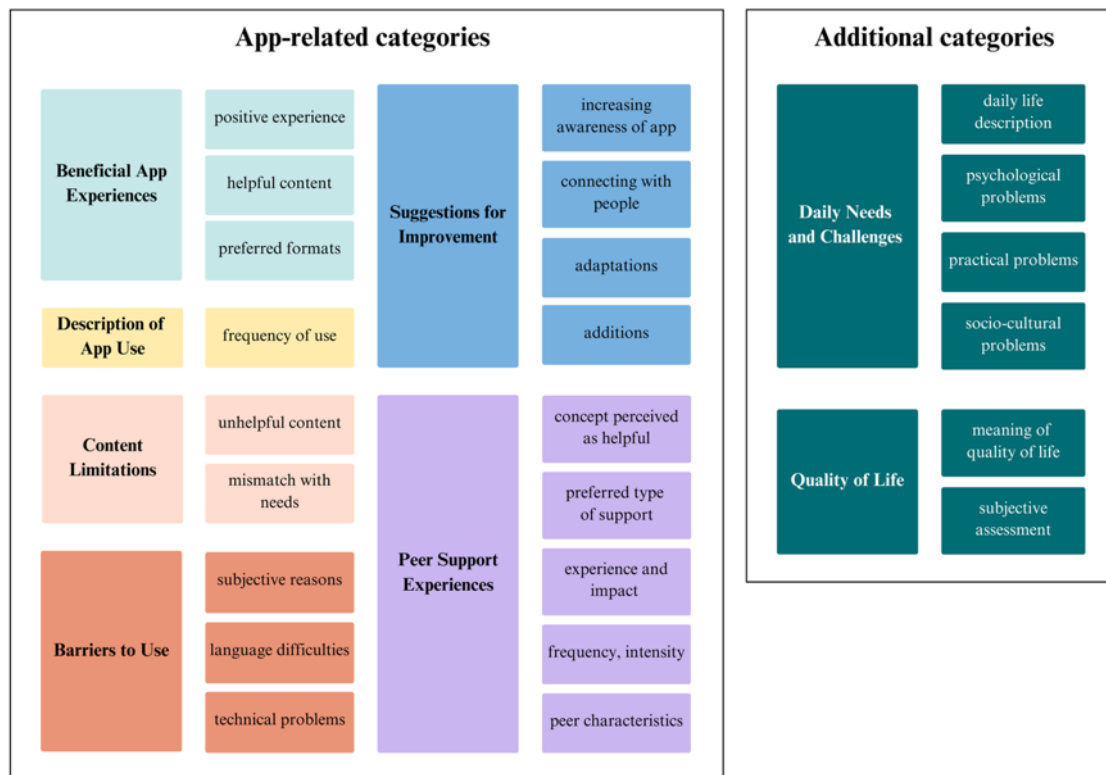 App-related categories
Beneficial App
Experiences
positive experience
helpful content
preferred formats
Description of
App Use
frequency of use
Content
Limitations
unhelpful content
mismatch with
needs
Barriers to Use
subjective reasons
language difficulties
technical problems
Suggestions for
Improvement
increasing
awareness of app
connecting with
people
adaptations
additions
Peer Support
Experiences
concept perceived
as helpful
preferred type
of support
experience and
impact
frequency, intensity
peer characteristics
Additional categories
Daily Needs
and Challenges
daily life
description
psychological
problems
practical problems
socio-cultural
problems
Quality of Life
meaning of
quality of life
subjective
assessment